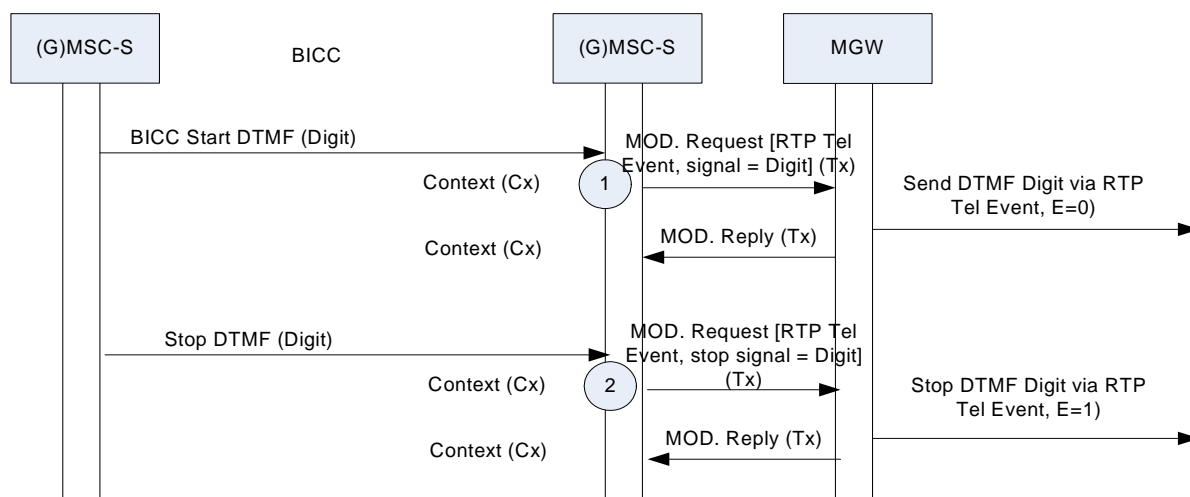 (G)MSC-S
BICC
(G)MSC-S
MGW
BICC Start DTMF (Digit)
MOD. Request [RTP Tel
Event, signal = Digit] (Tx)
Context (Cx)
1
Send DTMF Digit via RTP
Tel Event, E=0)
MOD. Reply (Tx)
Context (Cx)
Stop DTMF (Digit)
MOD. Request [RTP Tel
Event, stop signal = Digit]
(Tx)
Context (Cx)
2
Stop DTMF Digit via RTP
Tel Event, E=1)
MOD. Reply (Tx)
Context (Cx)